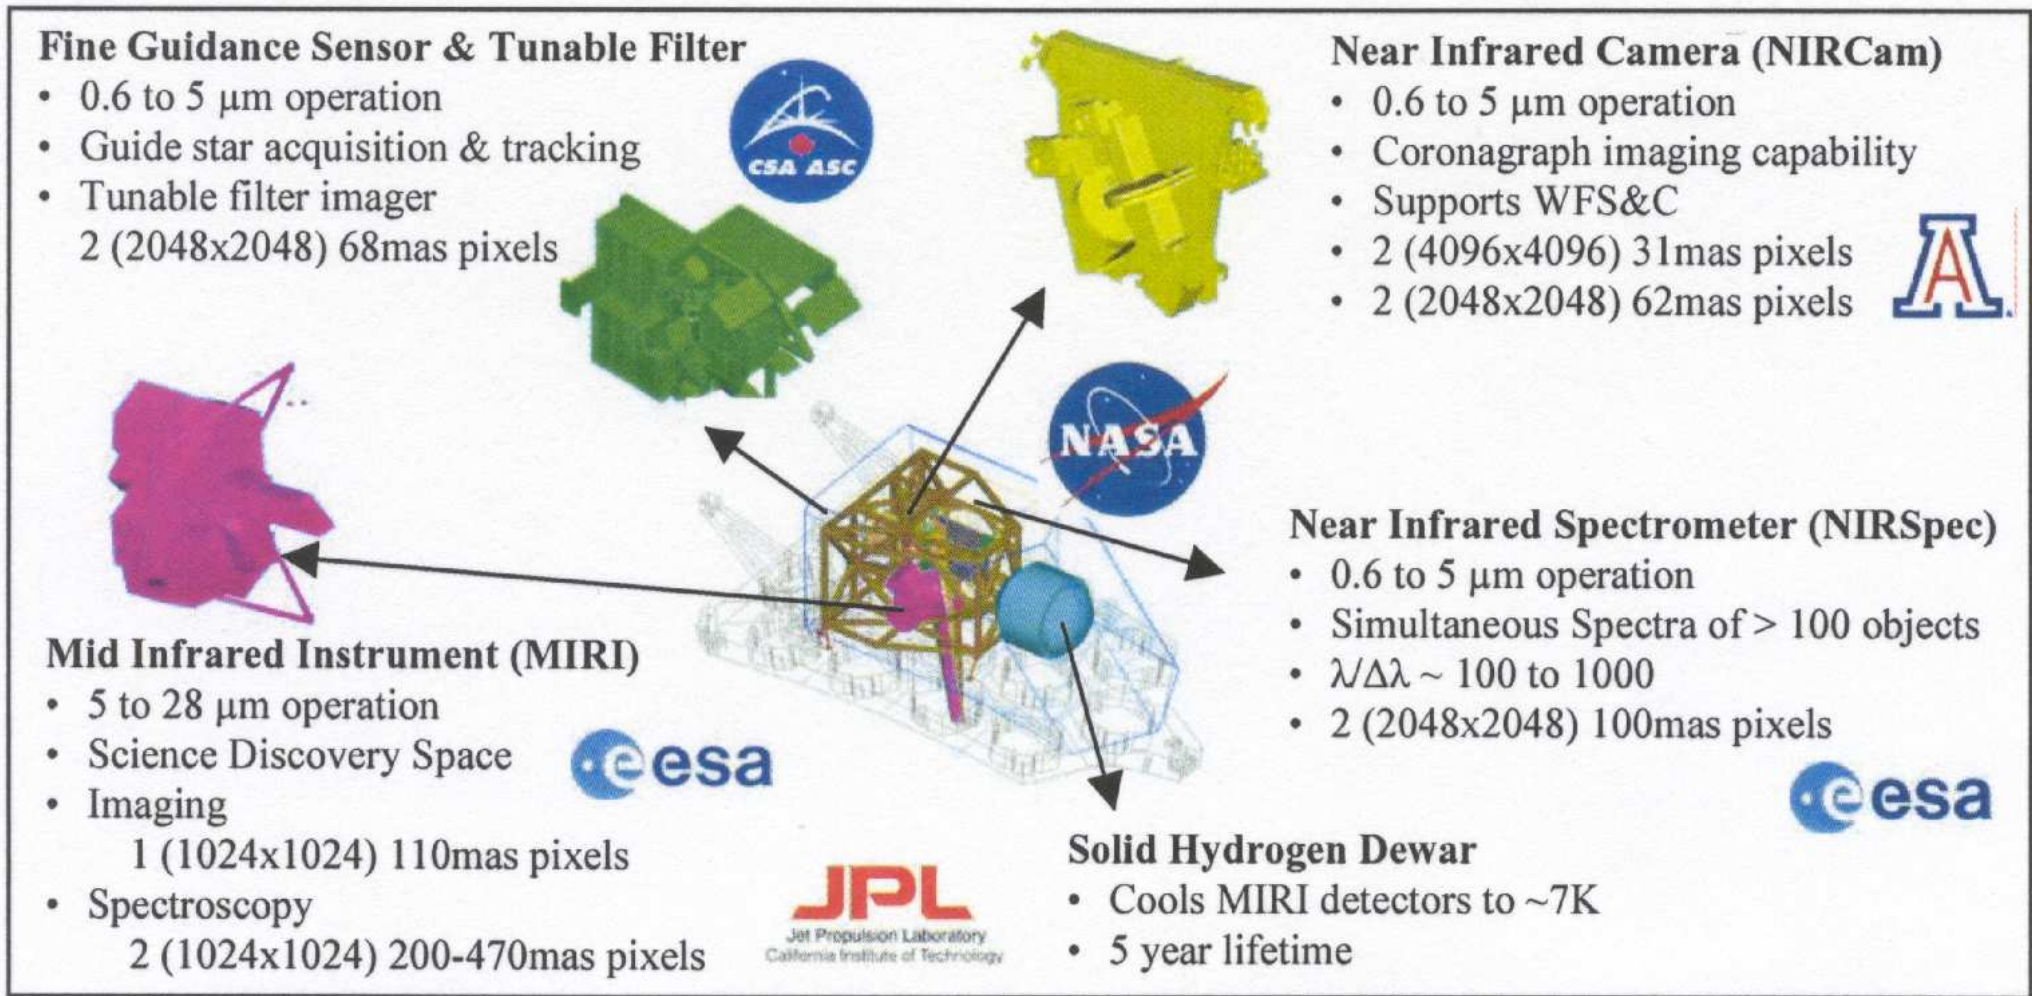 Fine Guidance Sensor & Tunable Filter
• 0.6 to 5 μm operation
• Guide star acquisition & tracking
• Tunable filter imager
2 (2048x2048) 68mas pixels
CSA ASC
Near Infrared Camera (NIRCam)
• 0.6 to 5 μm operation
• Coronagraph imaging capability
• Supports WFS&C
• 2 (4096x4096) 31mas pixels
• 2 (2048x2048) 62mas pixels
A
NASA
Near Infrared Spectrometer (NIRSpec)
• 0.6 to 5 μm operation
• Simultaneous Spectra of > 100 objects
• λ/Δλ ~ 100 to 1000
• 2 (2048x2048) 100mas pixels
esa
Mid Infrared Instrument (MIRI)
• 5 to 28 μm operation
• Science Discovery Space
• Imaging
1 (1024x1024) 110mas pixels
• Spectroscopy
2 (1024x1024) 200-470mas pixels
esa
JPL
Jet Propulsion Laboratory
California Institute of Technology
Solid Hydrogen Dewar
• Cools MIRI detectors to ~7K
• 5 year lifetime